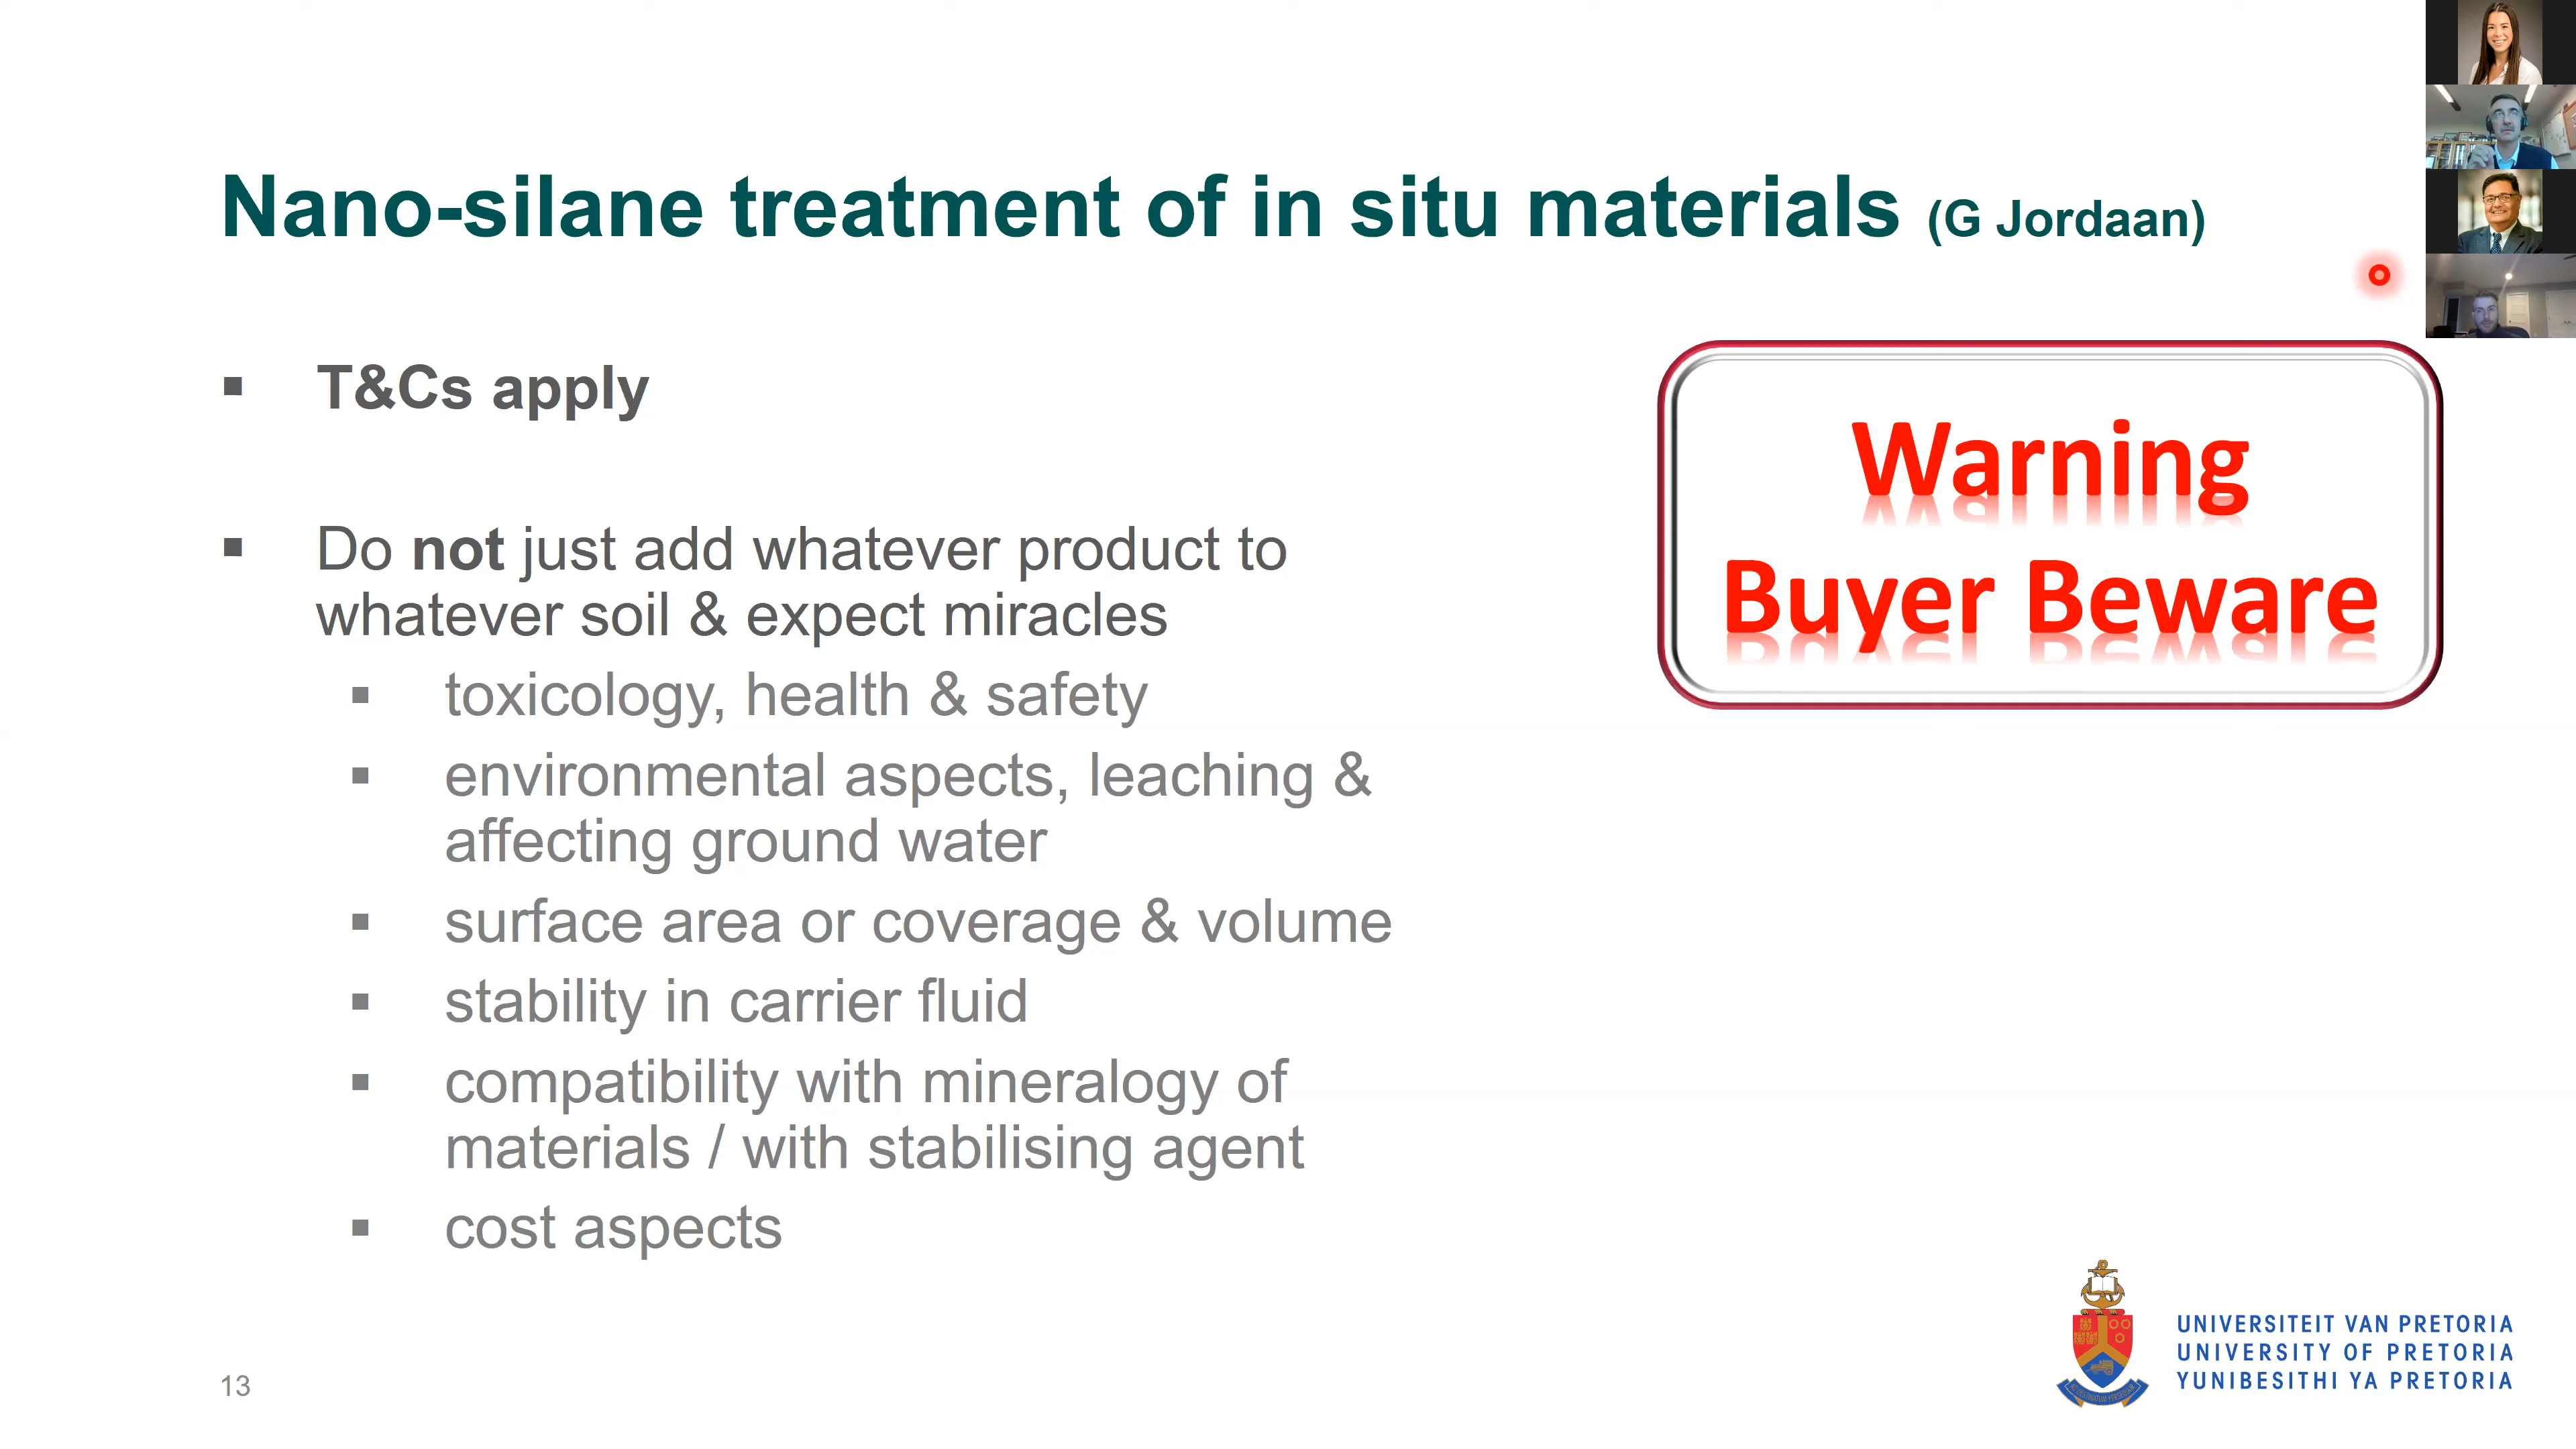 Nano-silane treatment of in situ materials (G Jordaan)
▪ T&Cs apply
▪ Do not just add whatever product to
whatever soil & expect miracles
▪ toxicology, health & safety
▪ environmental aspects, leaching &
affecting ground water
▪ surface area or coverage & volume
▪ stability in carrier fluid
▪ compatibility with mineralogy of
materials / with stabilising agent
▪ cost aspects
Warning
Buyer Beware
13
UNIVERSITEIT VAN PRETORIA
UNIVERSITY OF PRETORIA
YUNIBESITHI YA PRETORIA